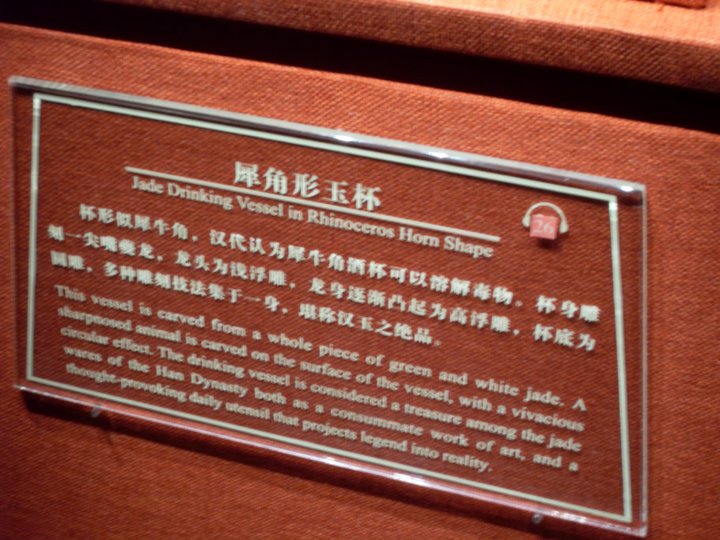 犀角形玉杯
Jade Drinking Vessel in Rhinoceros Horn Shape
26
杯形似犀牛角，汉代认为犀牛角酒杯可以溶解毒物。杯身雕
刻一尖嘴螭龙，龙头为浅浮雕，龙身逐渐凸起为高浮雕，杯底为
圆雕，多种雕刻技法集于一身，堪称汉玉之绝品。
This vessel is carved from a whole piece of green and white jade. A
sharpnosed animal is carved on the surface of the vessel, with a vivacious
circular effect. The drinking vessel is considered a treasure among the jade
wares of the Han Dynasty both as a consummate work of art, and a
thought-provoking daily utensil that projects legend into reality.